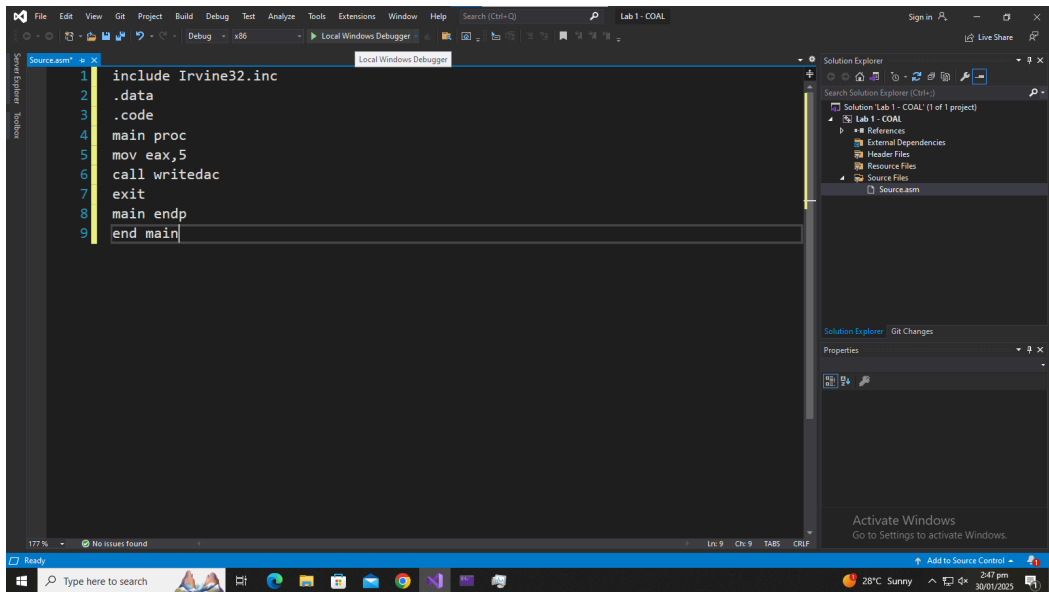 File Edit View Git Project Build Debug Test Analyze Tools Extensions Window Help Search (Ctrl+Q) Lab 1 - COAL Sign in
Debug x86 Local Windows Debugger Live Share
Server Explorer
Toolbox
Source.asm*
Local Windows Debugger
1 include Irvine32.inc
2 .data
3 .code
4 main proc
5 mov eax,5
6 call writedac
7 exit
8 main endp
9 end main
177 % No issues found Ln: 9 Ch: 9 TABS CRLF
Solution Explorer
Search Solution Explorer (Ctrl+;)
Solution 'Lab 1 - COAL' (1 of 1 project)
Lab 1 - COAL
References
External Dependencies
Header Files
Resource Files
Source Files
Source.asm
Solution Explorer Git Changes
Properties
Activate Windows
Go to Settings to activate Windows.
Ready Add to Source Control 1
Type here to search 28°C Sunny 2:47 pm
30/01/2025